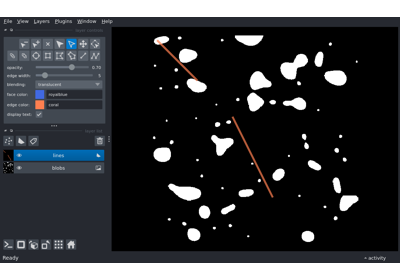 File View Layers Plugins Window Help
opacity: 0.70
edge width: 5
blending: translucent
face color: royalblue
edge color: coral
display text:
lines
blobs
Ready
activity